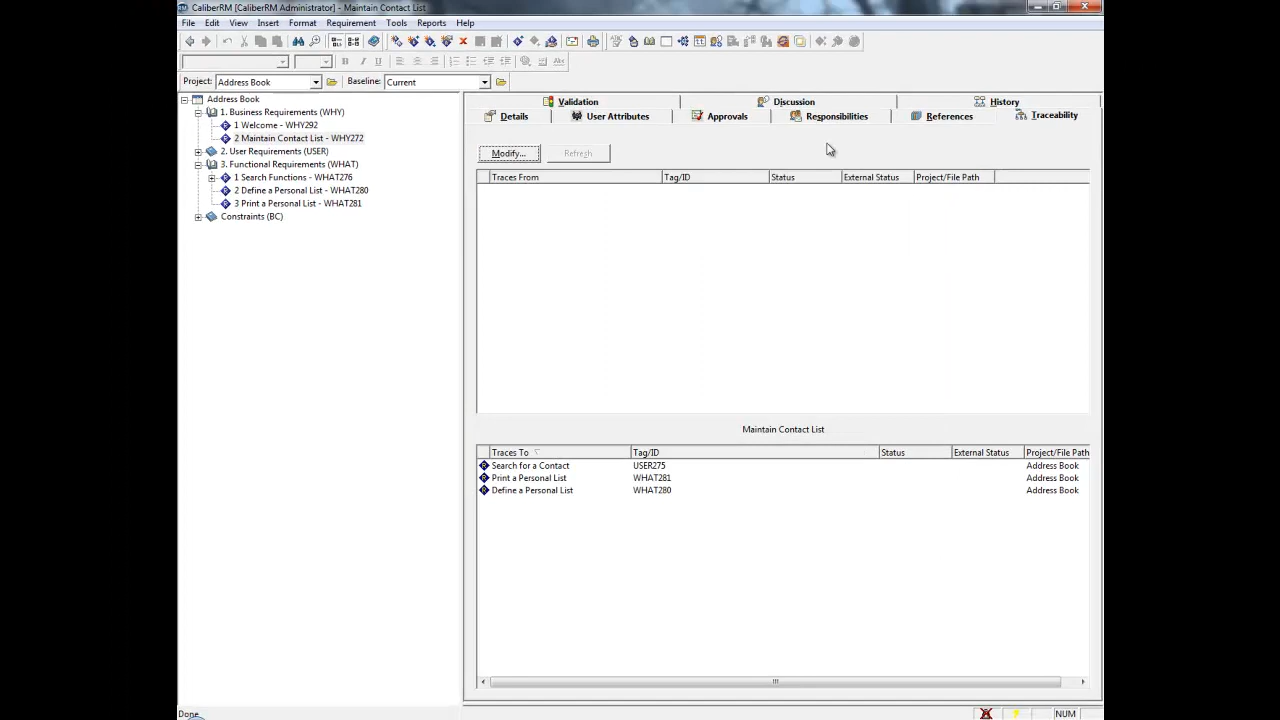 CaliberRM [CaliberRM Administrator] - Maintain Contact List
File Edit View Insert Format Requirement Tools Reports Help
Project: Address Book Baseline: Current
Address Book
1. Business Requirements (WHY)
1 Welcome - WHY292
2 Maintain Contact List - WHY272
2. User Requirements (USER)
3. Functional Requirements (WHAT)
1 Search Functions - WHAT276
2 Define a Personal List - WHAT280
3 Print a Personal List - WHAT281
Constraints (BC)
Validation Discussion History
Details User Attributes Approvals Responsibilities References Traceability
Modify... Refresh
Traces From Tag/ID Status External Status Project/File Path
Maintain Contact List
Traces To Tag/ID Status External Status Project/File Path
Search for a Contact USER275 Address Book
Print a Personal List WHAT281 Address Book
Define a Personal List WHAT280 Address Book
Done NUM